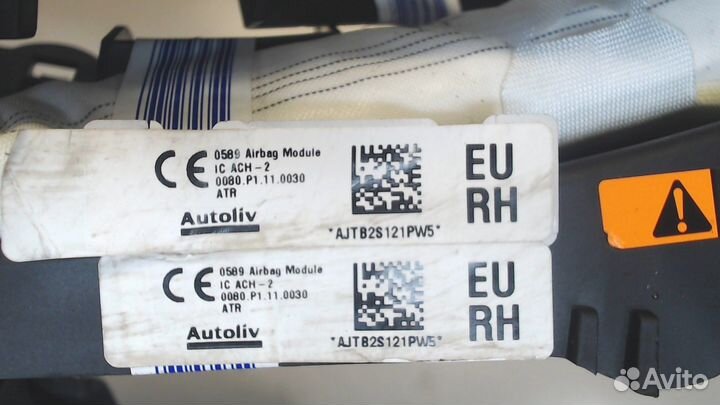 CE 0589 Airbag Module
IC ACH-2
0080.P1.11.0030
ATR
Autoliv
*AJTB2S121PW5*
EU
RH
CE 0589 Airbag Module
IC ACH-2
0080.P1.11.0030
ATR
Autoliv
*AJTB2S121PW5*
EU
RH
Avito